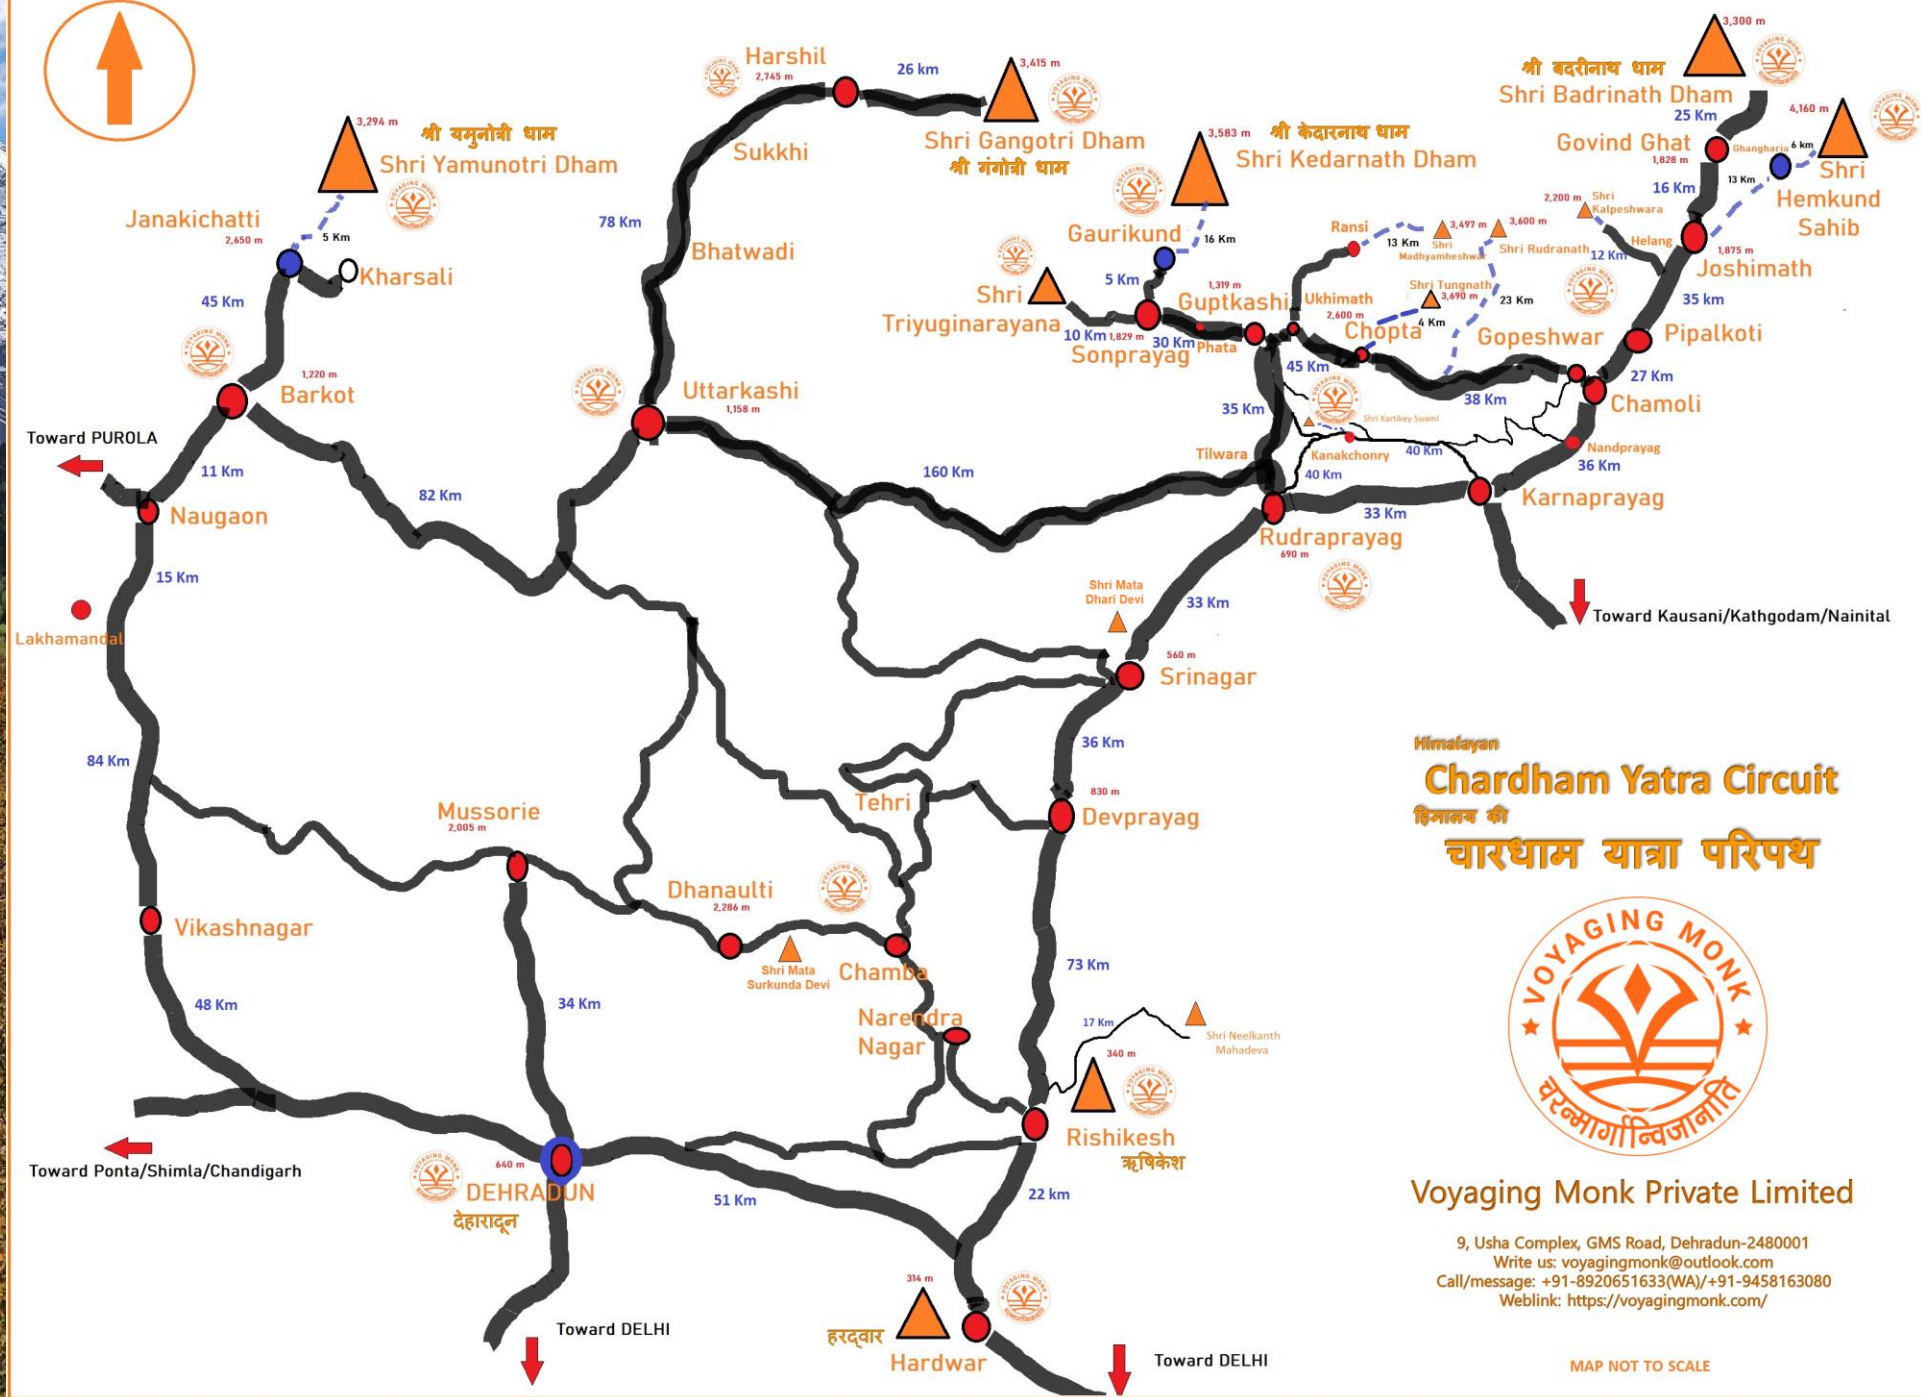 Harshil
2,745 m
26 km
3,415 m
Shri Gangotri Dham
श्री गंगोत्री धाम
Sukkhi
78 Km
Bhatwadi
3,294 m
श्री यमुनोत्री धाम
Shri Yamunotri Dham
Janakichatti
2,650 m
5 Km
Kharsali
45 Km
1,220 m
Barkot
Toward PUROLA
11 Km
Naugaon
82 Km
15 Km
Lakhamandal
84 Km
Uttarkashi
1,158 m
160 Km
3,583 m
श्री केदारनाथ धाम
Shri Kedarnath Dham
Gaurikund
16 Km
5 Km
Shri
Triyuginarayana
10 Km
1,829 m
Sonprayag
30 Km
Phata
1,319 m
Guptkashi
Ukhimath
2,600 m
Ransi
13 Km
3,497 m
Shri
Madhyamheshwar
3,600 m
Shri Rudranath
23 Km
Shri Tungnath
3,690 m
4 Km
Chopta
45 Km
Gopeshwar
38 Km
35 Km
Shri Kartikey Swami
Kanakchonry
40 Km
40 Km
Tilwara
3,300 m
श्री बदरीनाथ धाम
Shri Badrinath Dham
25 Km
Govind Ghat
1,828 m
Ghangharia
6 km
4,160 m
Shri
Hemkund
Sahib
13 Km
16 Km
2,200 m
Shri
Kalpeshwara
Helang
12 Km
1,875 m
Joshimath
35 km
Pipalkoti
27 Km
Chamoli
Nandprayag
36 Km
Karnaprayag
33 Km
Rudraprayag
690 m
Toward Kausani/Kathgodam/Nainital
Shri Mata
Dhari Devi
33 Km
560 m
Srinagar
36 Km
830 m
Devprayag
Tehri
Mussorie
2,005 m
Dhanaulti
2,286 m
Shri Mata
Surkunda Devi
Chamba
Narendra
Nagar
73 Km
17 Km
Shri Neelkanth
Mahadeva
340 m
Rishikesh
ऋषिकेश
Vikashnagar
48 Km
34 Km
Toward Ponta/Shimla/Chandigarh
640 m
DEHRADUN
देहारादून
51 Km
22 km
Toward DELHI
314 m
हरद्वार
Hardwar
Toward DELHI
Himalayan
Chardham Yatra Circuit
हिमालय की
चारधाम यात्रा परिपथ
VOYAGING MONK
चरन्मार्गान्विजानाति
Voyaging Monk Private Limited
9, Usha Complex, GMS Road, Dehradun-2480001
Write us: voyagingmonk@outlook.com
Call/message: +91-8920651633(WA)/+91-9458163080
Weblink: https://voyagingmonk.com/
MAP NOT TO SCALE